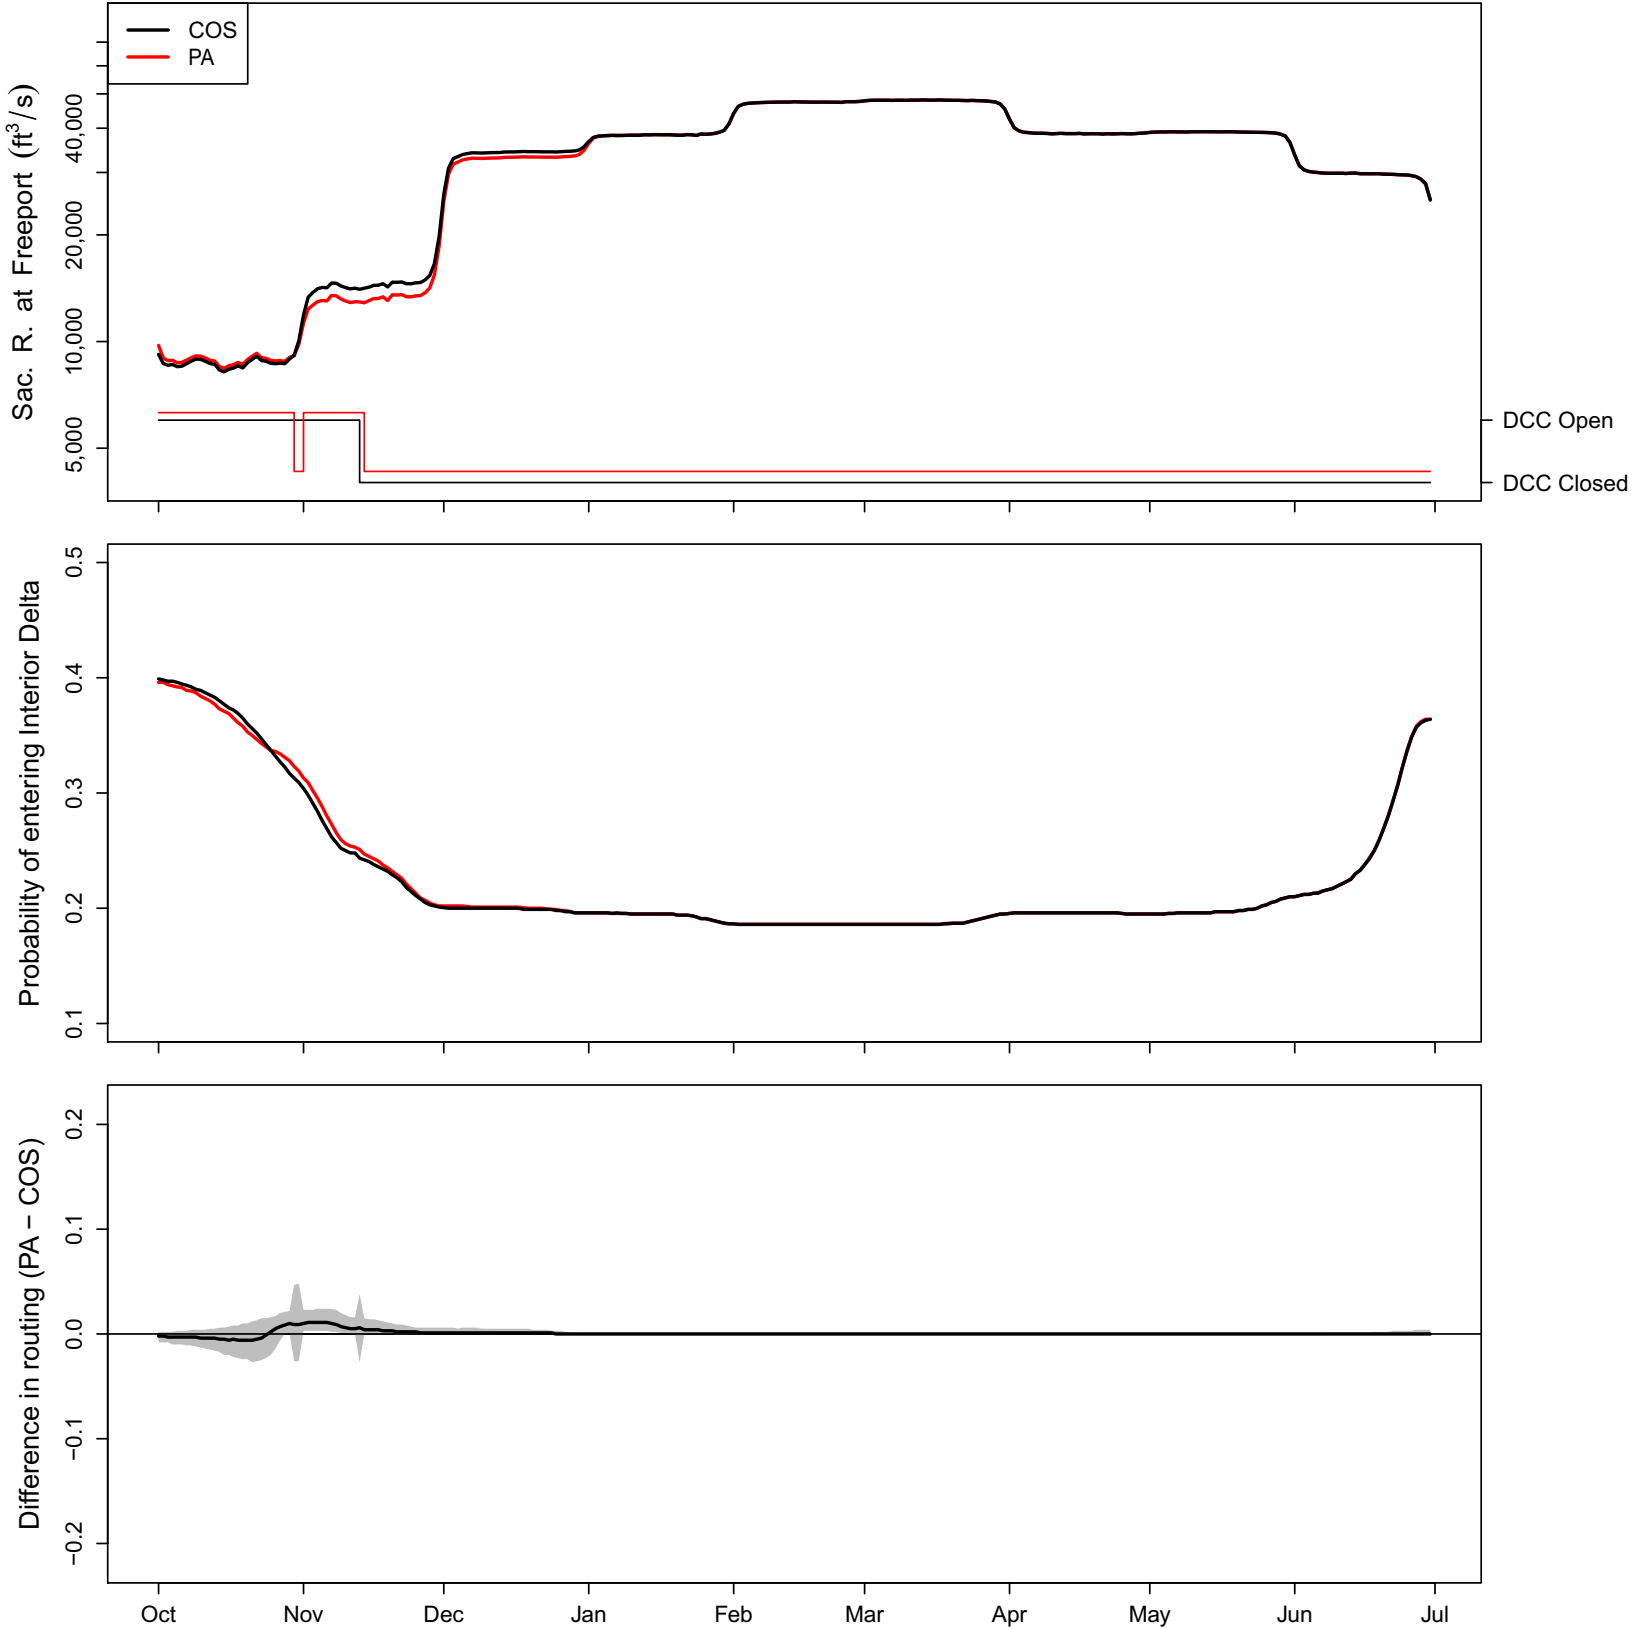 COS
PA
Sac. R. at Freeport (ft³/s)
40,000
20,000
10,000
5,000
DCC Open
DCC Closed
Probability of entering Interior Delta
0.5
0.4
0.3
0.2
0.1
Difference in routing (PA − COS)
0.2
0.1
0.0
−0.1
−0.2
Oct Nov Dec Jan Feb Mar Apr May Jun Jul